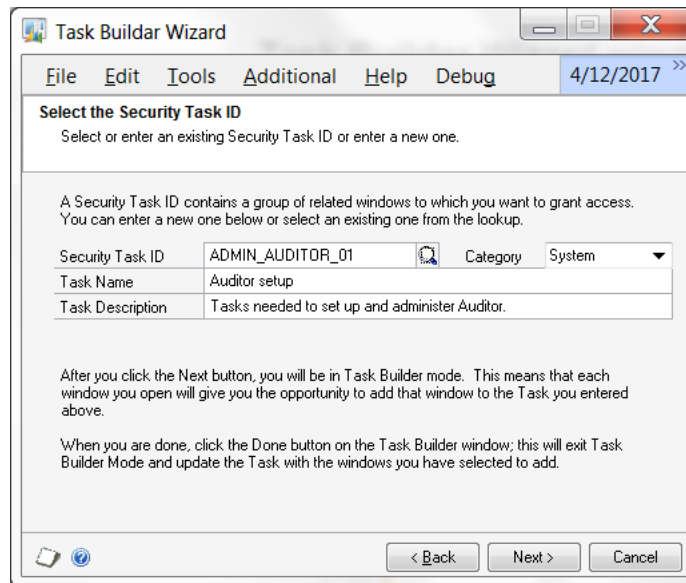 Task Buildar Wizard
File Edit Tools Additional Help Debug 4/12/2017 »
Select the Security Task ID
Select or enter an existing Security Task ID or enter a new one.
A Security Task ID contains a group of related windows to which you want to grant access.
You can enter a new one below or select an existing one from the lookup.
Security Task ID ADMIN_AUDITOR_01 Category System
Task Name Auditor setup
Task Description Tasks needed to set up and administer Auditor.
After you click the Next button, you will be in Task Builder mode. This means that each
window you open will give you the opportunity to add that window to the Task you entered
above.
When you are done, click the Done button on the Task Builder window; this will exit Task
Builder Mode and update the Task with the windows you have selected to add.
< Back Next > Cancel